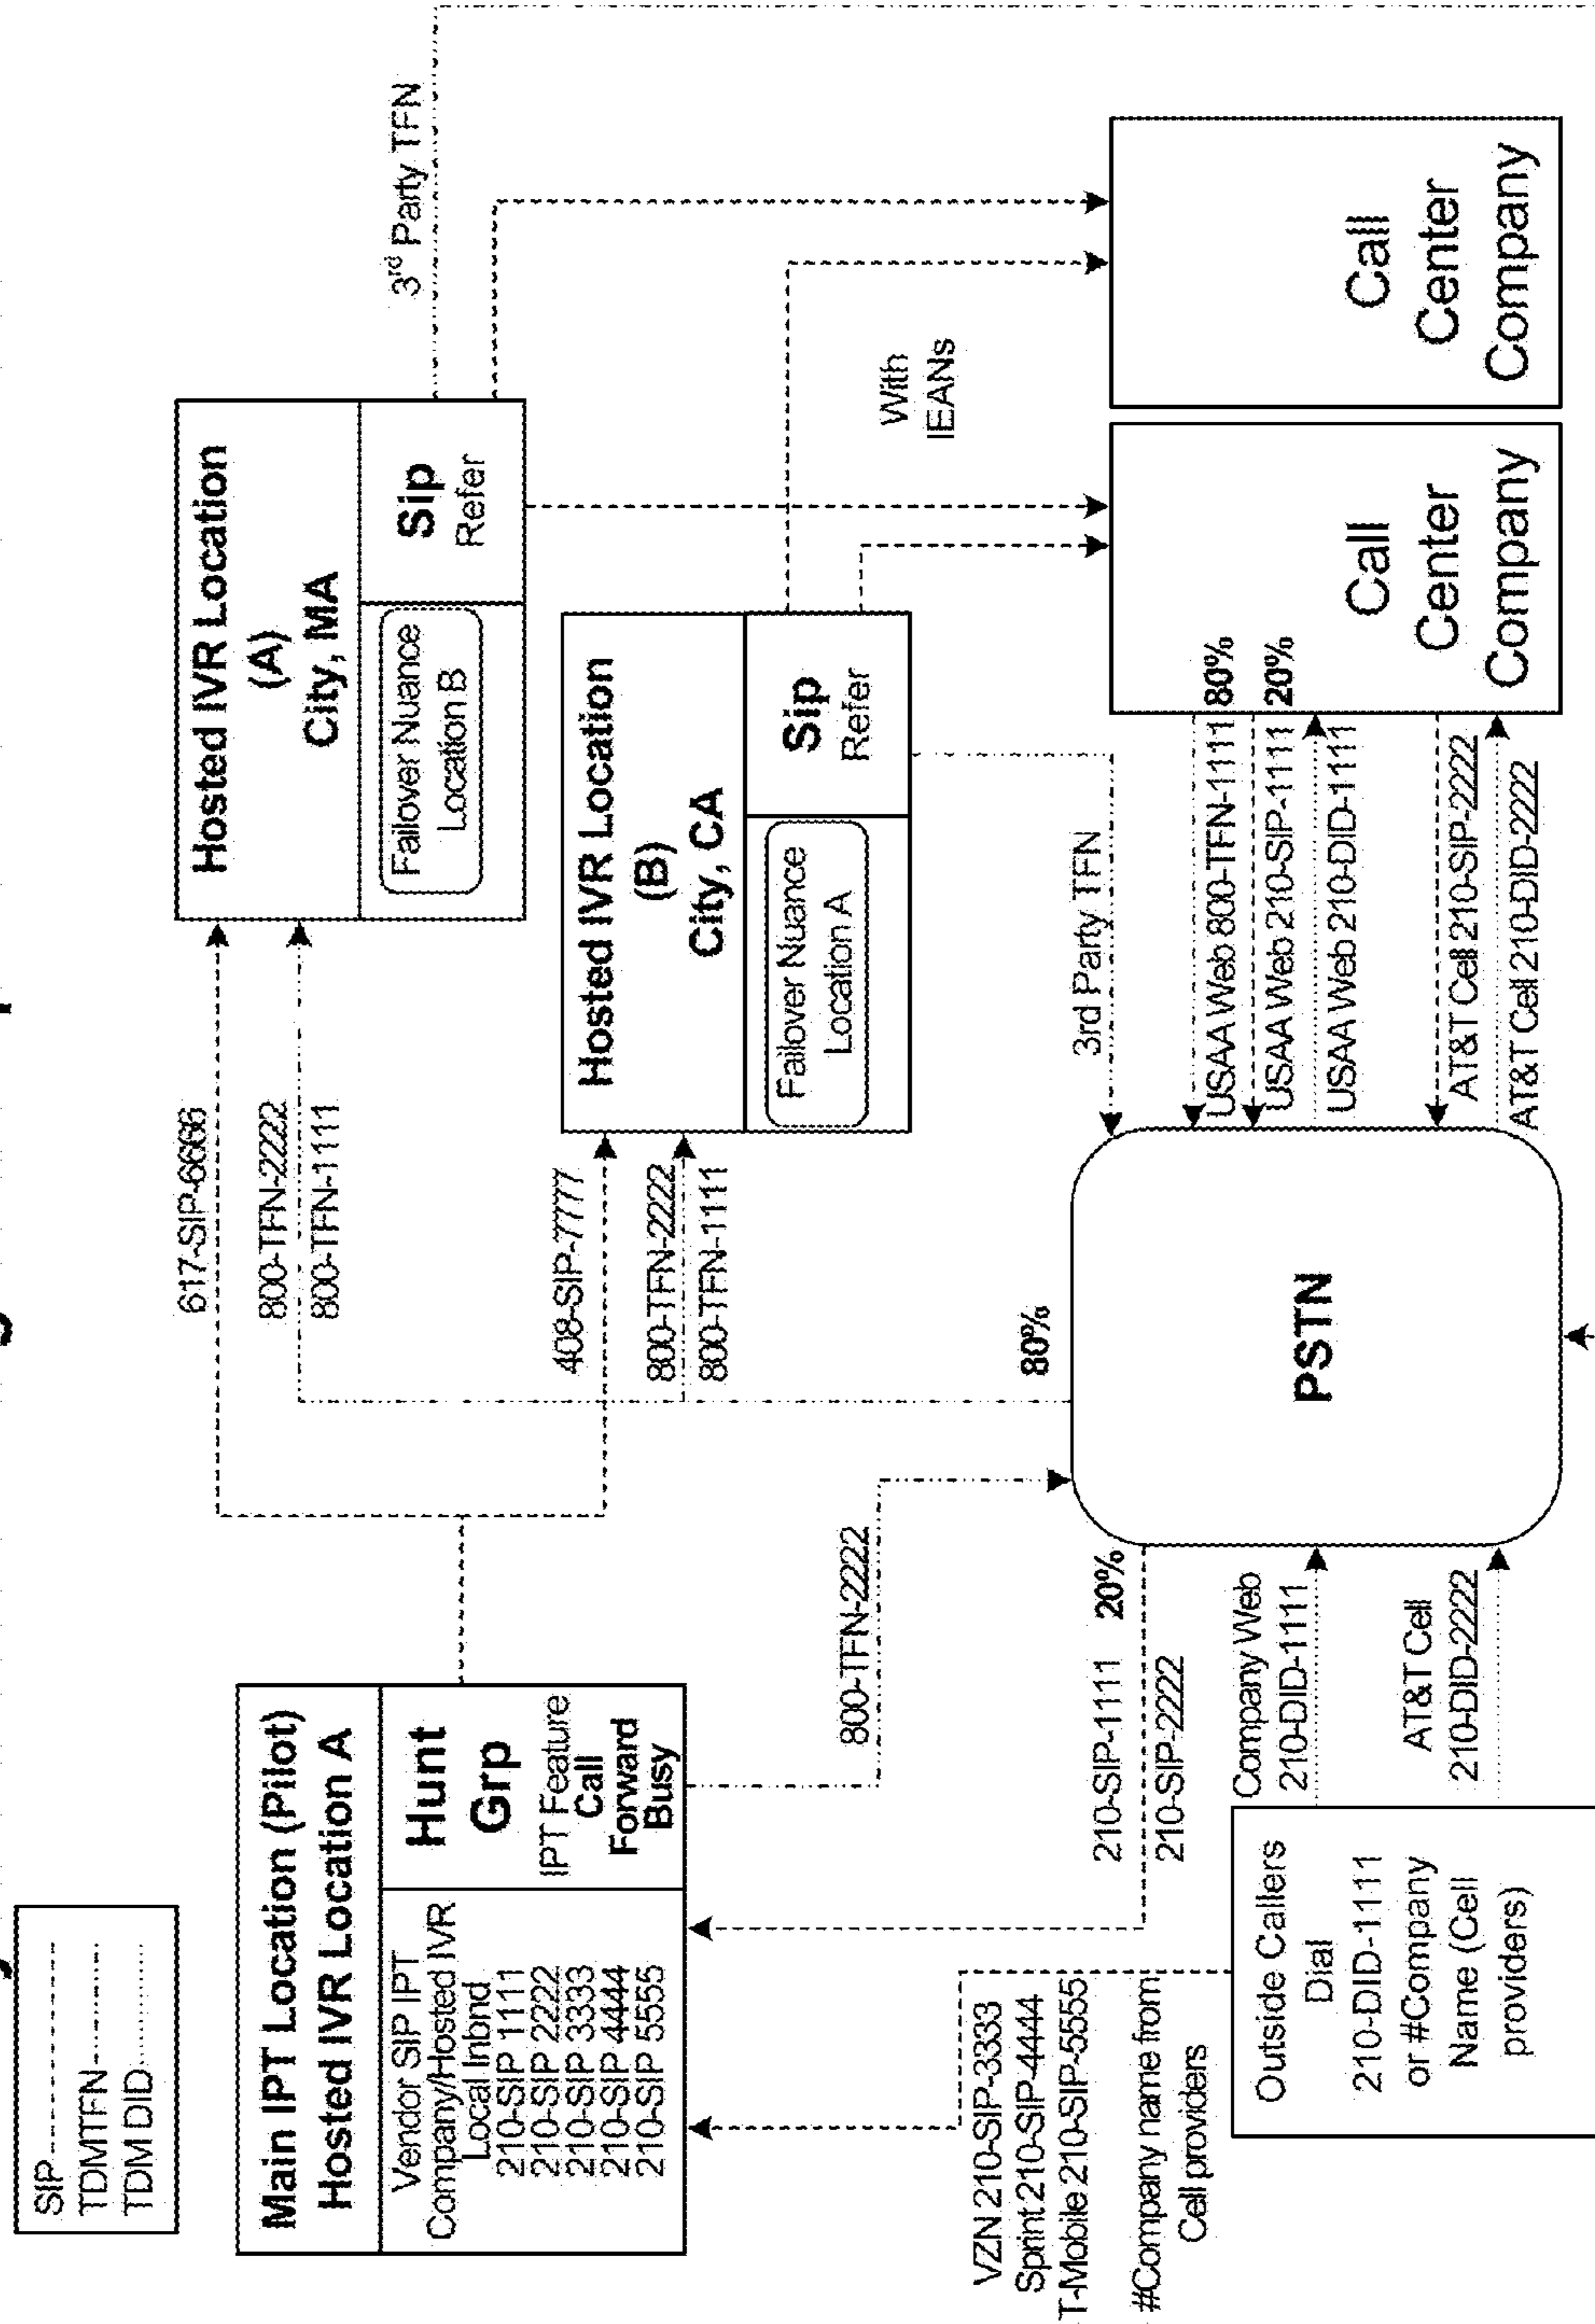 SIP
TDMTFN
TDM DID
Main IPT Location (Pilot)
Hosted IVR Location A
Vendor SIP IPT
Company/Hosted IVR
Local Inbnd
210-SIP 1111
210-SIP 2222
210-SIP 3333
210-SIP 4444
210-SIP 5555
Hunt
Grp
IPT Feature
Call
Forward
Busy
617-SIP-6666
800-TFN-2222
800-TFN-1111
Hosted IVR Location
(A)
City, MA
Failover Nuance
Location B
Sip
Refer
3rd Party TFN
408-SIP-7777
800-TFN-2222
800-TFN-1111
Hosted IVR Location
(B)
City, CA
Failover Nuance
Location A
Sip
Refer
With
IEANs
800-TFN-2222
80%
3rd Party TFN
VZN 210-SIP-3333
Sprint 210-SIP-4444
T-Mobile 210-SIP-5555
#Company name from
Cell providers
210-SIP-1111 20%
210-SIP-2222
Outside Callers
Dial
210-DID-1111
or #Company
Name (Cell
providers)
Company Web
210-DID-1111
AT&T Cell
210-DID-2222
PSTN
USAA Web 800-TFN-1111 80%
USAA Web 210-SIP-1111 20%
USAA Web 210-DID-1111
AT&T Cell 210-SIP-2222
AT&T Cell 210-DID-2222
Call
Center
Company
Call
Center
Company